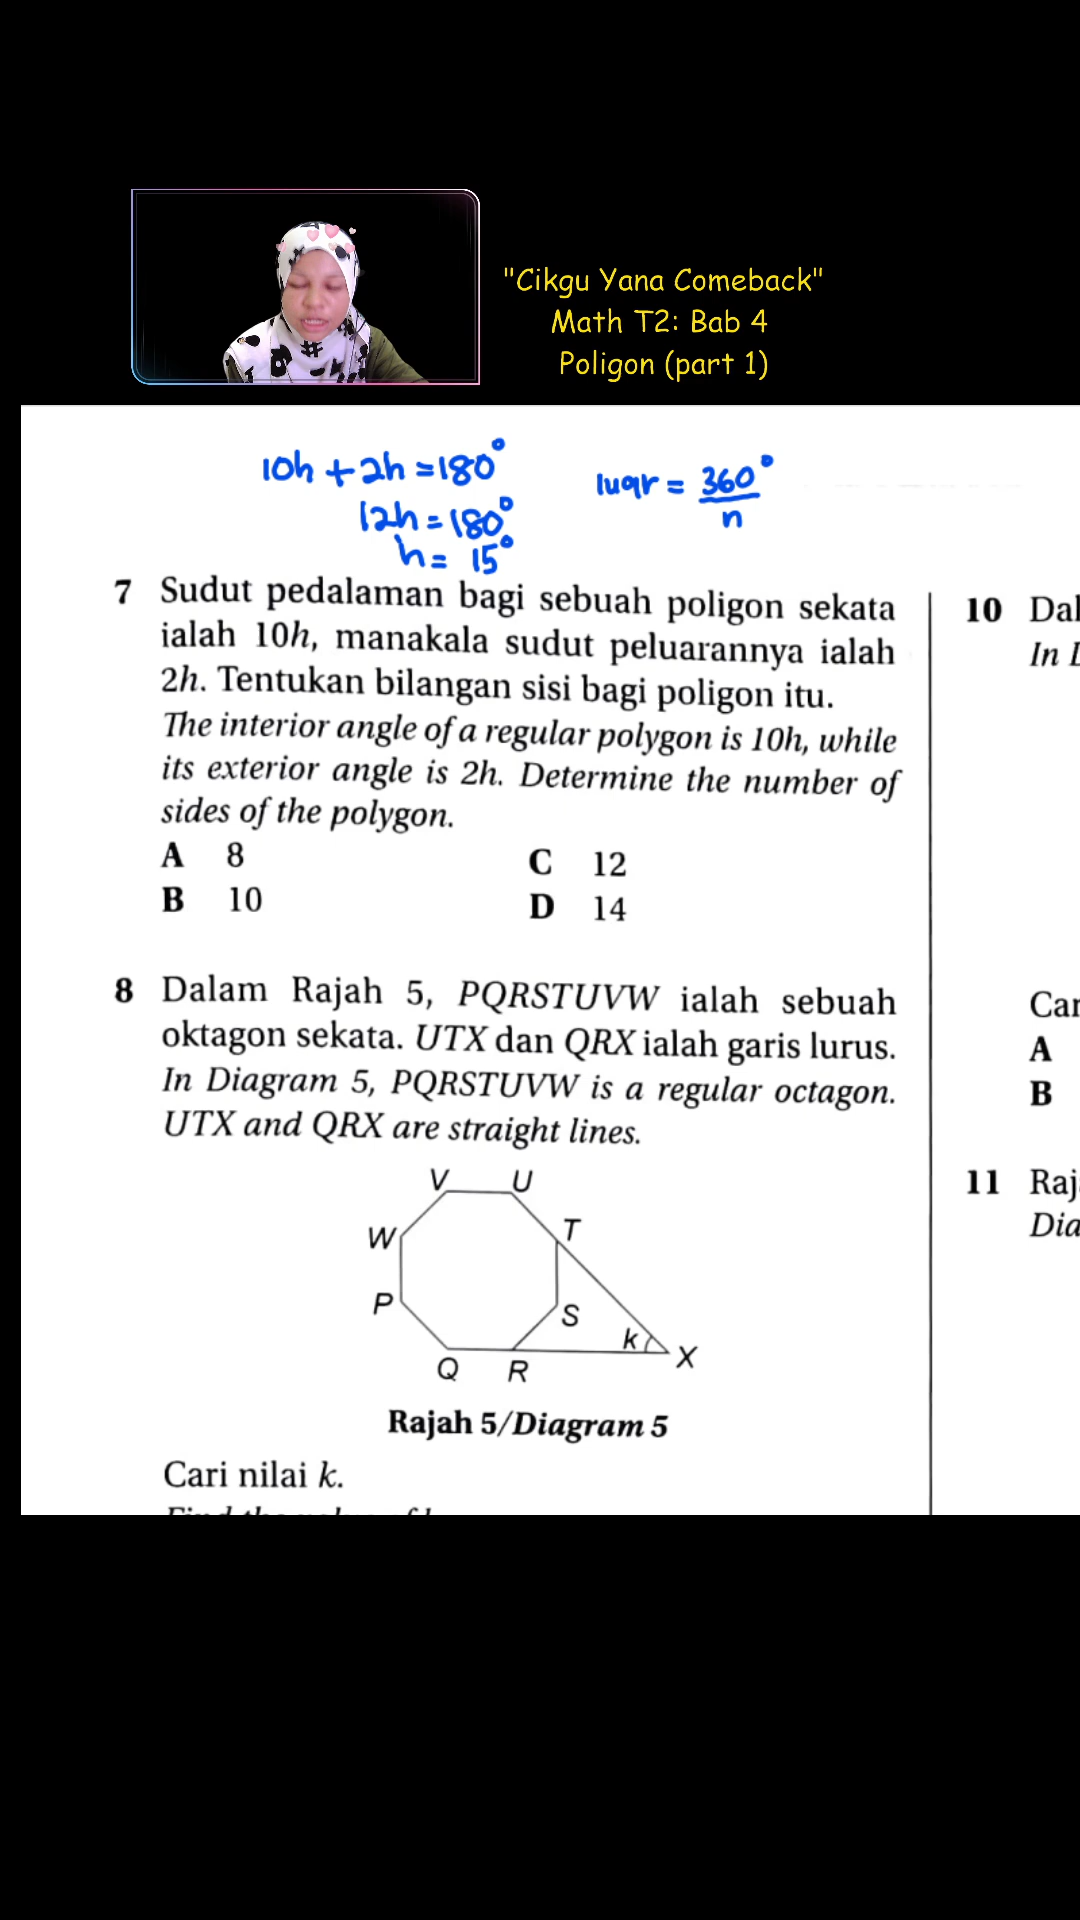 "Cikgu Yana Comeback"
Math T2: Bab 4
Poligon (part 1)
10h + 2h = 180°
12h = 180°
h = 15°
luar = 360°
n
7 Sudut pedalaman bagi sebuah poligon sekata
ialah 10h, manakala sudut peluarannya ialah
2h. Tentukan bilangan sisi bagi poligon itu.
The interior angle of a regular polygon is 10h, while
its exterior angle is 2h. Determine the number of
sides of the polygon.
A 8 C 12
B 10 D 14
8 Dalam Rajah 5, PQRSTUVW ialah sebuah
oktagon sekata. UTX dan QRX ialah garis lurus.
In Diagram 5, PQRSTUVW is a regular octagon.
UTX and QRX are straight lines.
V U
W T
P S
k X
Q R
Rajah 5/Diagram 5
Cari nilai k.
10
In
11
A
B